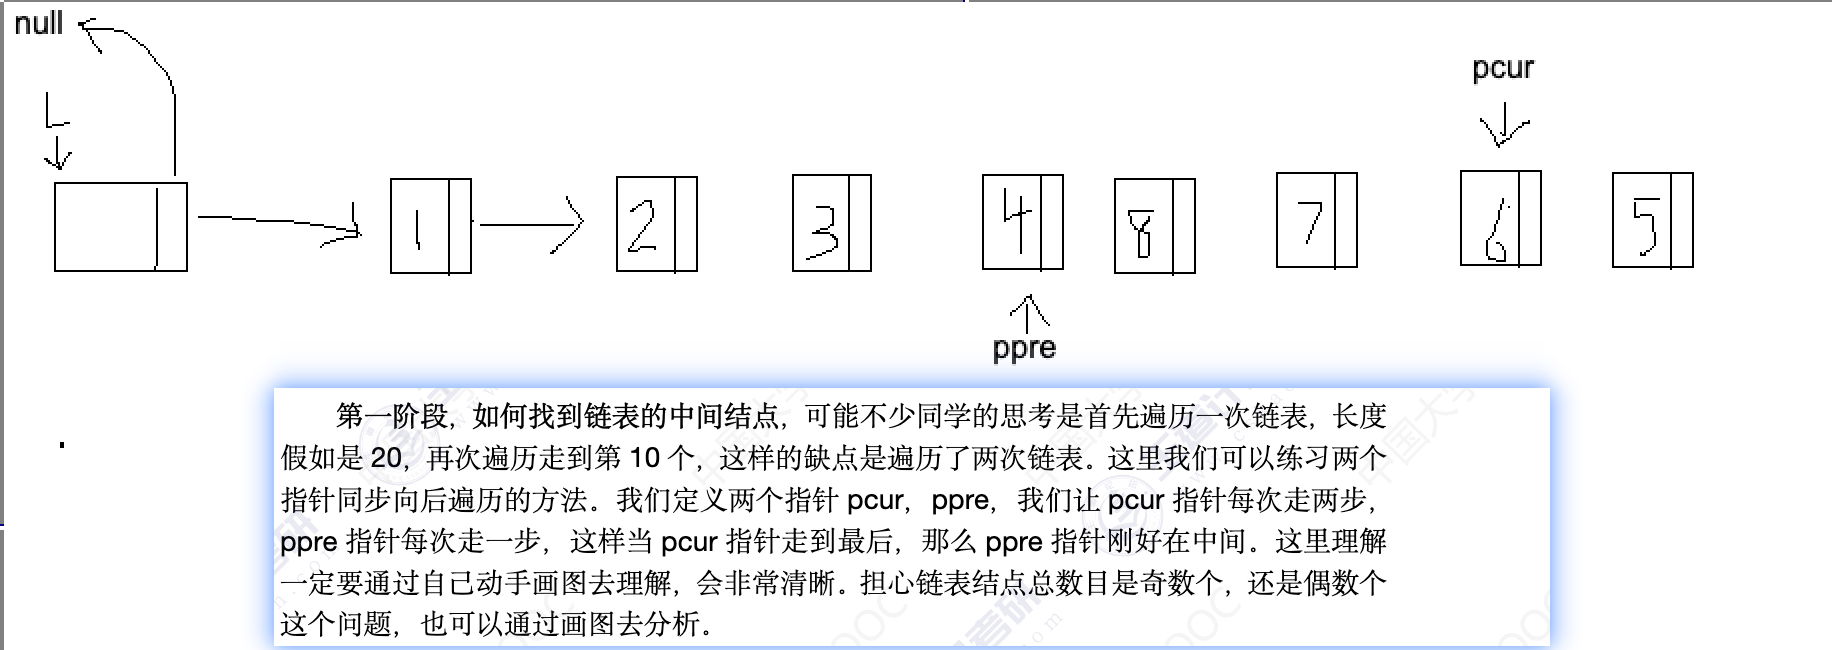 null
pcur
L
1 2 3 4 8 7 6 5
ppre
第一阶段，如何找到链表的中间结点，可能不少同学的思考是首先遍历一次链表，长度
假如是 20，再次遍历走到第 10 个，这样的缺点是遍历了两次链表。这里我们可以练习两个
指针同步向后遍历的方法。我们定义两个指针 pcur，ppre，我们让 pcur 指针每次走两步，
ppre 指针每次走一步，这样当 pcur 指针走到最后，那么 ppre 指针刚好在中间。这里理解
一定要通过自己动手画图去理解，会非常清晰。担心链表结点总数目是奇数个，还是偶数个
这个问题，也可以通过画图去分析。